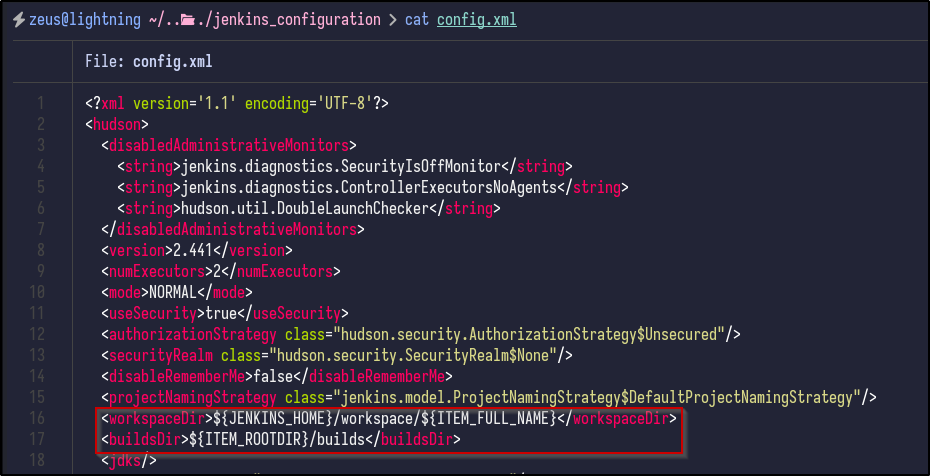 zeus@lightning ~/.../jenkins_configuration > cat config.xml
File: config.xml
1 <?xml version='1.1' encoding='UTF-8'?>
2 <hudson>
3 <disabledAdministrativeMonitors>
4 <string>jenkins.diagnostics.SecurityIsOffMonitor</string>
5 <string>jenkins.diagnostics.ControllerExecutorsNoAgents</string>
6 <string>hudson.util.DoubleLaunchChecker</string>
7 </disabledAdministrativeMonitors>
8 <version>2.441</version>
9 <numExecutors>2</numExecutors>
10 <mode>NORMAL</mode>
11 <useSecurity>true</useSecurity>
12 <authorizationStrategy class="hudson.security.AuthorizationStrategy$Unsecured"/>
13 <securityRealm class="hudson.security.SecurityRealm$None"/>
14 <disableRememberMe>false</disableRememberMe>
15 <projectNamingStrategy class="jenkins.model.ProjectNamingStrategy$DefaultProjectNamingStrategy"/>
16 <workspaceDir>${JENKINS_HOME}/workspace/${ITEM_FULL_NAME}</workspaceDir>
17 <buildsDir>${ITEM_ROOTDIR}/builds</buildsDir>
18 <jdks/>